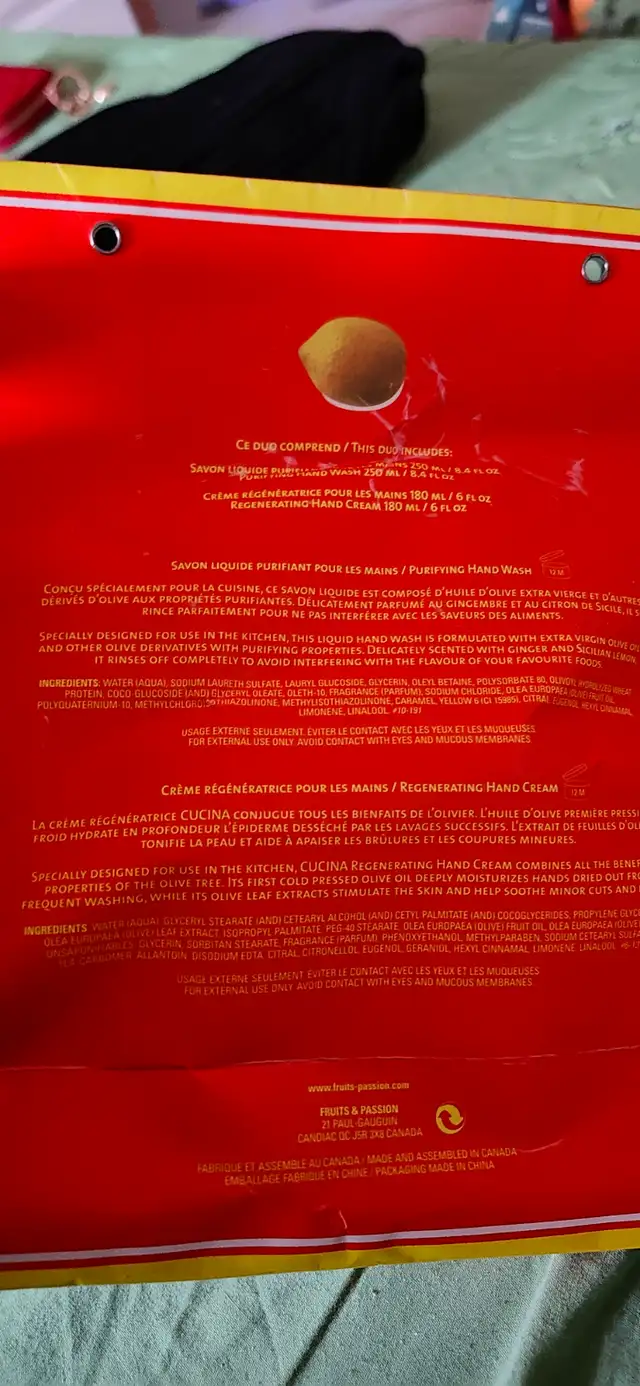 Ce duo comprend / This duo includes:
Savon liquide purifiant mains 250 ml / 8.4 fl oz
Purifying Hand Wash 250 ml / 8.4 fl oz
Crème régénératrice pour les mains 180 ml / 6 fl oz
Regenerating Hand Cream 180 ml / 6 fl oz
Savon liquide purifiant pour les mains / Purifying Hand Wash
12 M
Conçu spécialement pour la cuisine, ce savon liquide est composé d'huile d'olive extra vierge et d'autres
dérivés d'olive aux propriétés purifiantes. Délicatement parfumé au gingembre et au citron de Sicile, il s
rince parfaitement pour ne pas interférer avec les saveurs des aliments.
Specially designed for use in the kitchen, this liquid hand wash is formulated with extra virgin olive oil
and other olive derivatives with purifying properties. Delicately scented with ginger and Sicilian lemon,
it rinses off completely to avoid interfering with the flavour of your favourite foods.
INGREDIENTS: WATER (AQUA), SODIUM LAURETH SULFATE, LAURYL GLUCOSIDE, GLYCERIN, OLEYL BETAINE, POLYSORBATE 80, OLIVOYL HYDROLYZED WHEAT
PROTEIN, COCO GLUCOSIDE (AND) GLYCERYL OLEATE, OLETH-10, FRAGRANCE (PARFUM), SODIUM CHLORIDE, OLEA EUROPAEA (OLIVE) FRUIT OIL,
POLYQUATERNIUM-10, METHYLCHLOROISOTHIAZOLINONE, METHYLISOTHIAZOLINONE, CARAMEL, YELLOW 6 (CI 15985), CITRAL, EUGENOL, HEXYL CINNAMAL,
LIMONENE, LINALOOL. #10-191
USAGE EXTERNE SEULEMENT. ÉVITER LE CONTACT AVEC LES YEUX ET LES MUQUEUSES
FOR EXTERNAL USE ONLY. AVOID CONTACT WITH EYES AND MUCOUS MEMBRANES
Crème régénératrice pour les mains / Regenerating Hand Cream
12 M
La crème régénératrice CUCINA conjugue tous les bienfaits de l'olivier. L'huile d'olive première pressi
froid hydrate en profondeur l'épiderme desséché par les lavages successifs. L'extrait de feuilles d'oli
tonifie la peau et aide à apaiser les brûlures et les coupures mineures.
Specially designed for use in the kitchen, CUCINA Regenerating Hand Cream combines all the benef
properties of the olive tree. Its first cold pressed olive oil deeply moisturizes hands dried out fro
frequent washing, while its olive leaf extracts stimulate the skin and help soothe minor cuts and
INGREDIENTS: WATER (AQUA), GLYCERYL STEARATE (AND) CETEARYL ALCOHOL (AND) CETYL PALMITATE (AND) COCOGLYCERIDES, PROPYLENE GLYC
OLEA EUROPAEA (OLIVE) LEAF EXTRACT, ISOPROPYL PALMITATE, PEG-40 STEARATE, OLEA EUROPAEA (OLIVE) FRUIT OIL, OLEA EUROPAEA (OLIVE)
UNSAPONIFIABLES, GLYCERIN, SORBITAN STEARATE, FRAGRANCE (PARFUM), PHENOXYETHANOL, METHYLPARABEN, SODIUM CETEARYL SULFA
CARBOMER, ALLANTOIN, DISODIUM EDTA, CITRAL, CITRONELLOL, EUGENOL, GERANIOL, HEXYL CINNAMAL, LIMONENE, LINALOOL.
USAGE EXTERNE SEULEMENT. ÉVITER LE CONTACT AVEC LES YEUX ET LES MUQUEUSES
FOR EXTERNAL USE ONLY. AVOID CONTACT WITH EYES AND MUCOUS MEMBRANES
www.fruits-passion.com
FRUITS & PASSION
21 PAUL-GAUGUIN
CANDIAC QC J5R 3X8 CANADA
FABRIQUÉ ET ASSEMBLÉ AU CANADA / MADE AND ASSEMBLED IN CANADA
EMBALLAGE FABRIQUÉ EN CHINE / PACKAGING MADE IN CHINA